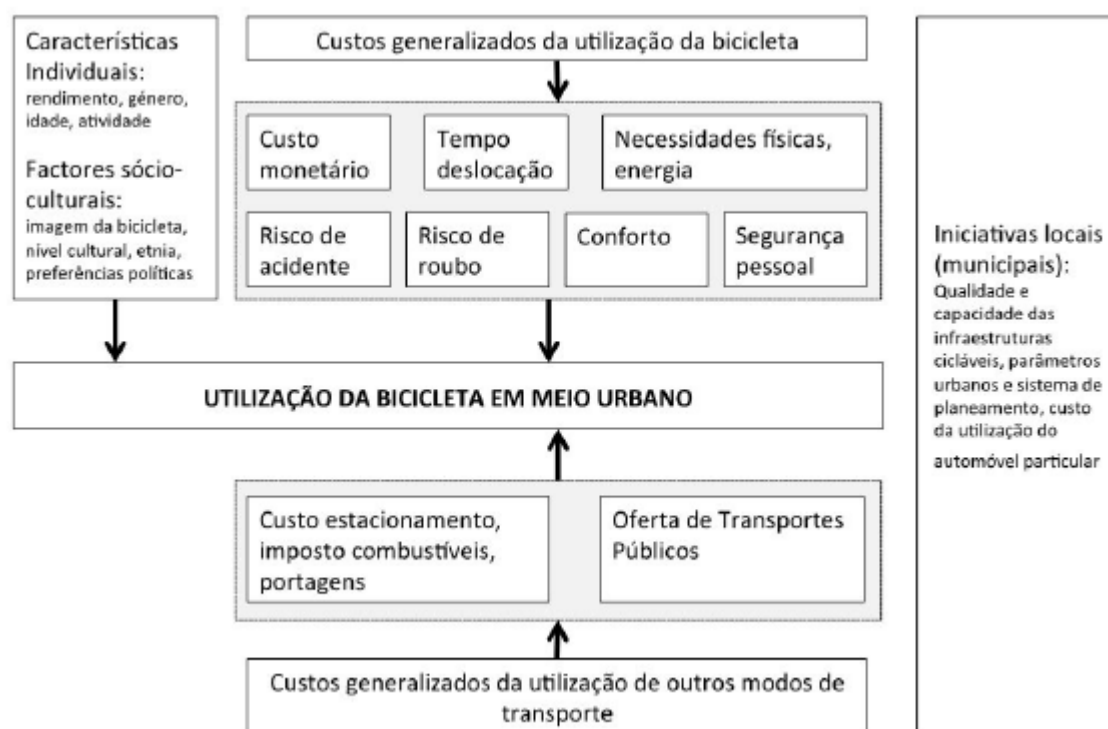 Características
Individuais:
rendimento, género,
idade, atividade
Factores sócio-
culturais:
imagem da bicicleta,
nível cultural, etnia,
preferências políticas
Custos generalizados da utilização da bicicleta
Custo
monetário
Tempo
deslocação
Necessidades físicas,
energia
Risco de
acidente
Risco de
roubo
Conforto
Segurança
pessoal
UTILIZAÇÃO DA BICICLETA EM MEIO URBANO
Custo estacionamento,
imposto combustíveis,
portagens
Oferta de Transportes
Públicos
Custos generalizados da utilização de outros modos de
transporte
Iniciativas locais
(municipais):
Qualidade e
capacidade das
infraestruturas
cicláveis, parâmetros
urbanos e sistema de
planeamento, custo
da utilização do
automóvel particular